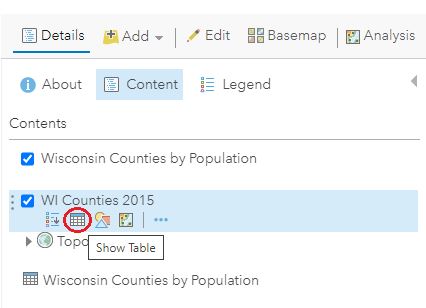 Details Add Edit Basemap Analysis
About Content Legend
Contents
Wisconsin Counties by Population
WI Counties 2015
Topo
Show Table
Wisconsin Counties by Population